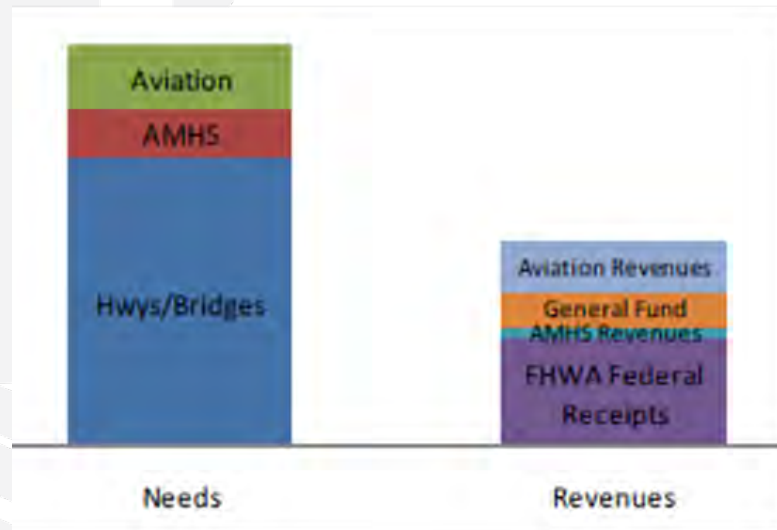 Aviation
AMHS
Hwys/Bridges
Aviation Revenues
General Fund
AMHS Revenues
FHWA Federal
Receipts
Needs
Revenues